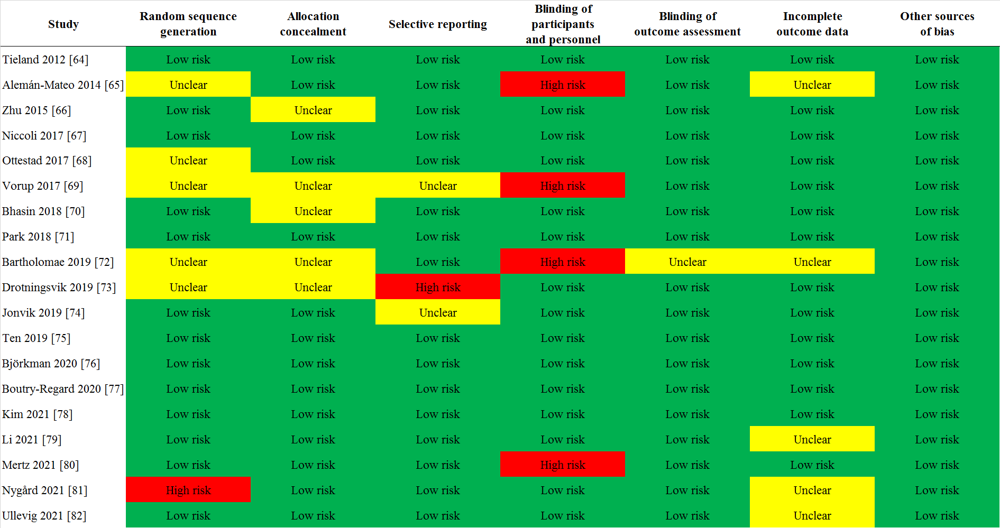 Study Random sequence generation Allocation concealment Selective reporting Blinding of participants and personnel Blinding of outcome assessment Incomplete outcome data Other sources of bias
Tieland 2012 [64] Low risk Low risk Low risk Low risk Low risk Low risk Low risk
Alemán-Mateo 2014 [65] Unclear Low risk Low risk High risk Low risk Unclear Low risk
Zhu 2015 [66] Low risk Unclear Low risk Low risk Low risk Low risk Low risk
Niccoli 2017 [67] Low risk Low risk Low risk Low risk Low risk Low risk Low risk
Ottestad 2017 [68] Unclear Low risk Low risk Low risk Low risk Low risk Low risk
Vorup 2017 [69] Unclear Unclear Unclear High risk Low risk Low risk Low risk
Bhasin 2018 [70] Low risk Unclear Low risk Low risk Low risk Low risk Low risk
Park 2018 [71] Low risk Low risk Low risk Low risk Low risk Low risk Low risk
Bartholomae 2019 [72] Unclear Unclear Low risk High risk Unclear Unclear Low risk
Drotningsvik 2019 [73] Unclear Unclear High risk Low risk Low risk Low risk Low risk
Jonvik 2019 [74] Low risk Low risk Unclear Low risk Low risk Low risk Low risk
Ten 2019 [75] Low risk Low risk Low risk Low risk Low risk Low risk Low risk
Björkman 2020 [76] Low risk Low risk Low risk Low risk Low risk Low risk Low risk
Boutry-Regard 2020 [77] Low risk Low risk Low risk Low risk Low risk Low risk Low risk
Kim 2021 [78] Low risk Low risk Low risk Low risk Low risk Low risk Low risk
Li 2021 [79] Low risk Low risk Low risk Low risk Low risk Unclear Low risk
Mertz 2021 [80] Low risk Low risk Low risk High risk Low risk Low risk Low risk
Nygård 2021 [81] High risk Low risk Low risk Low risk Low risk Unclear Low risk
Ullevig 2021 [82] Low risk Low risk Low risk Low risk Low risk Unclear Low risk